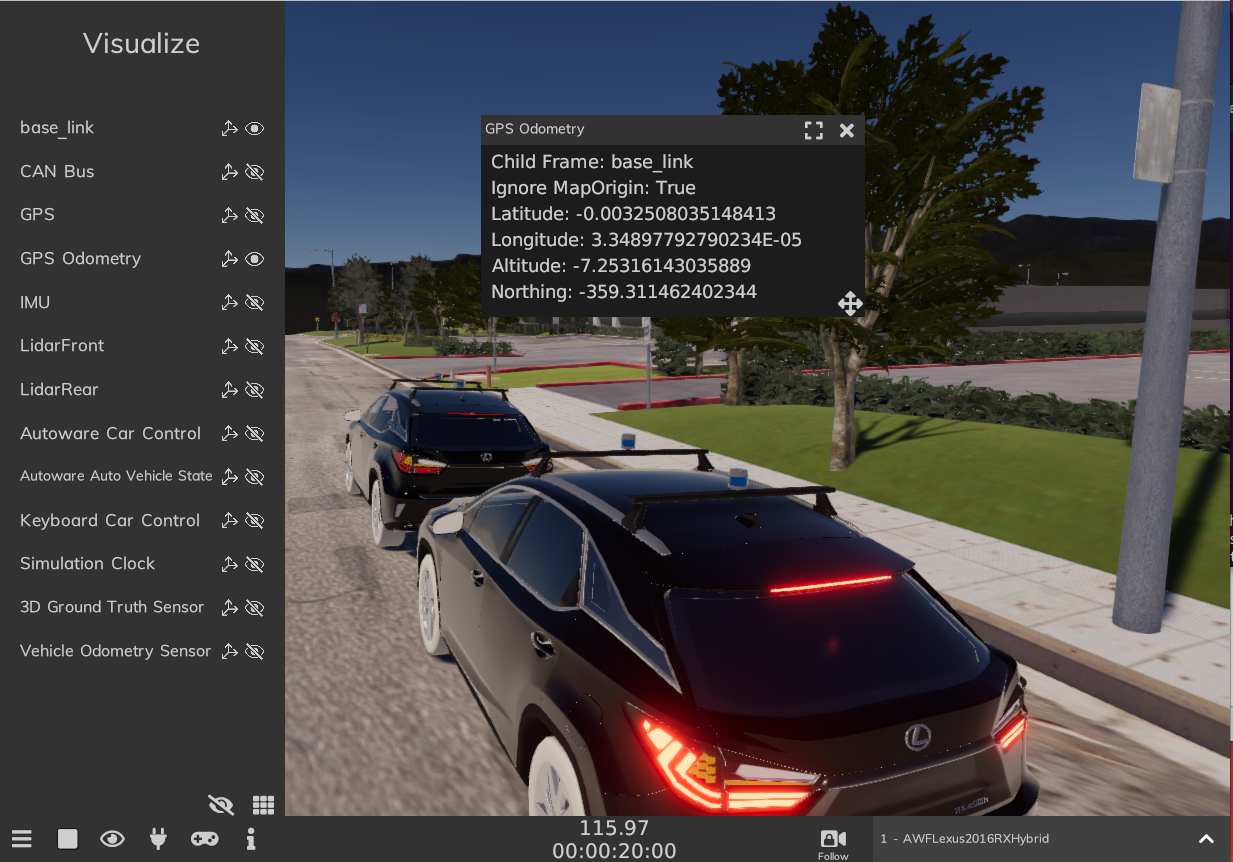 Visualize
base_link
CAN Bus
GPS
GPS Odometry
IMU
LidarFront
LidarRear
Autoware Car Control
Autoware Auto Vehicle State
Keyboard Car Control
Simulation Clock
3D Ground Truth Sensor
Vehicle Odometry Sensor
GPS Odometry
Child Frame: base_link
Ignore MapOrigin: True
Latitude: -0.0032508035148413
Longitude: 3.34897792790234E-05
Altitude: -7.25316143035889
Northing: -359.311462402344
115.97
00:00:20:00
Follow
1 - AWFLexus2016RXHybrid